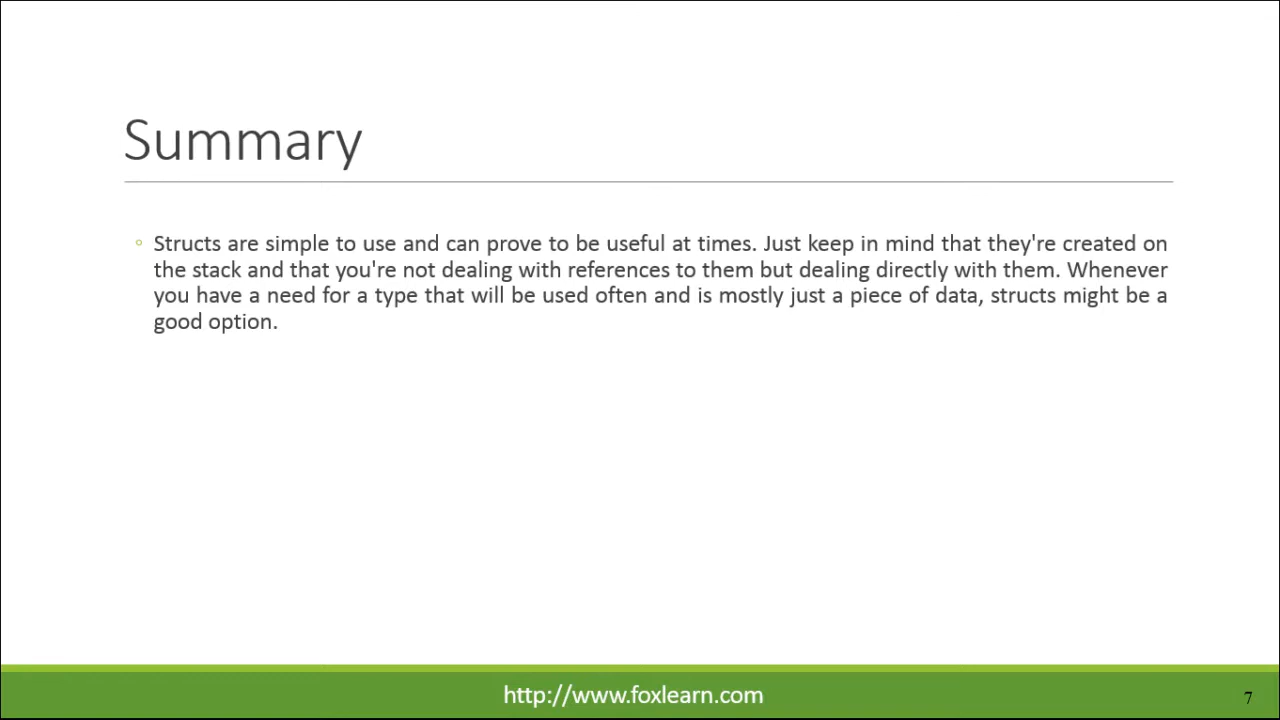 Summary
◦ Structs are simple to use and can prove to be useful at times. Just keep in mind that they're created on
the stack and that you're not dealing with references to them but dealing directly with them. Whenever
you have a need for a type that will be used often and is mostly just a piece of data, structs might be a
good option.
http://www.foxlearn.com
7